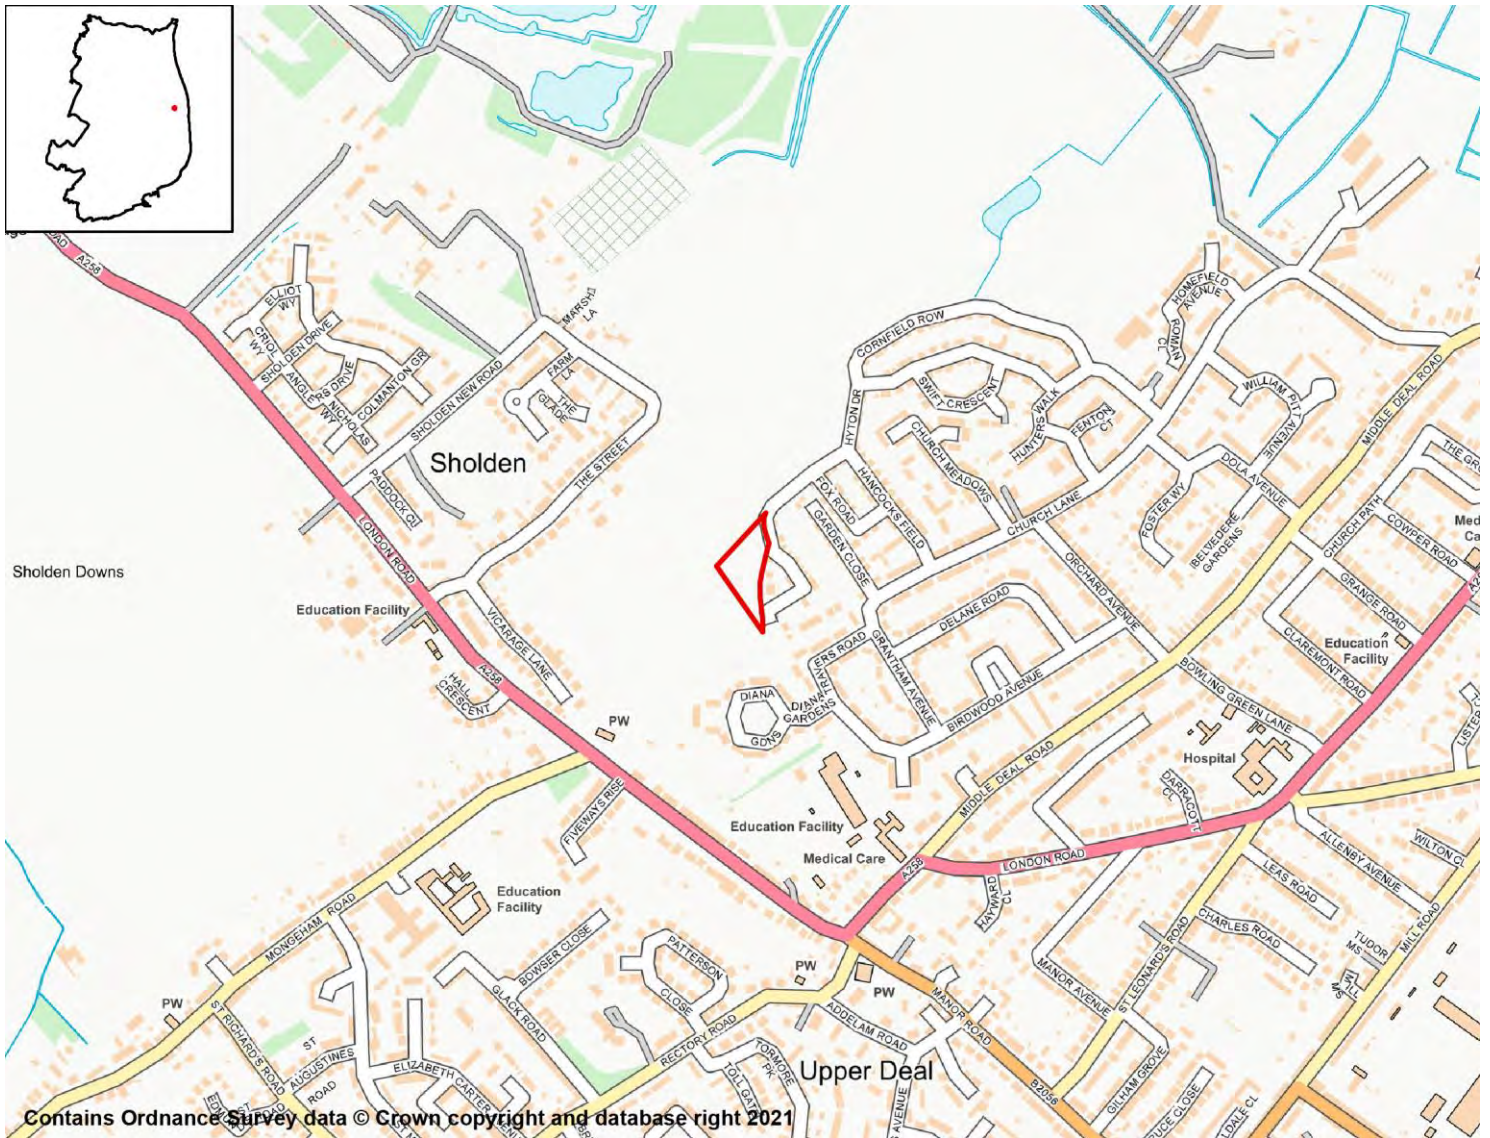 ROAD
A258
ELLIOT
WY
CRIOL
WY
SHOLDEN DRIVE
ANGLERS DRIVE
NICHOLAS
WY
COLMANTON GR
SHOLDEN NEW ROAD
MARSH
LA
FARM
LA
THE
GLADE
THE STREET
Sholden
PADDOCK
LONDON ROAD
Sholden Downs
Education Facility
VICARAGE LANE
A258
HALL
CRESCENT
PW
FIVEWAYS RISE
MONGEHAM ROAD
Education
Facility
BOWSER CLOSE
GLACK ROAD
PATTERSON
CLOSE
PW
ST RICHARD'S ROAD
ST
AUGUSTINES
ROAD
ELIZABETH CARTER
RECTORY ROAD
TORMORE
PK
TOLL GATE
PW
PW
ADDELAM ROAD
MANOR ROAD
Upper Deal
B2056
GILHAM GROVE
MANOR AVENUE
ST LEONARD'S ROAD
CHARLES ROAD
LEAS ROAD
ALLENBY AVENUE
WILTON CL
MILL ROAD
TUDOR
MS
MILL
MS
HAYWARD
CL
LONDON ROAD
A258
Medical Care
Education Facility
MIDDLE DEAL ROAD
DARRACOTT
CL
Hospital
BOWLING GREEN LANE
CLAREMONT ROAD
Education
Facility
GRANGE ROAD
COWPER ROAD
CHURCH PATH
MIDDLE DEAL ROAD
WILLIAM PITT AVENUE
DOLA AVENUE
BELVEDERE
GARDENS
FOSTER WY
HOMEFIELD
AVENUE
ROMAN
CL
CORNFIELD ROW
HYTON DR
SWIFT CRESCENT
HUNTERS WALK
FENTON
CT
CHURCH MEADOWS
CHURCH LANE
HANCOCKS FIELD
FOX ROAD
GARDEN CLOSE
ORCHARD AVENUE
DELANE ROAD
BIRDWOOD AVENUE
GRANTHAM AVENUE
TRAVERS ROAD
DIANA
GARDENS
DIANA
GDNS
Contains Ordnance Survey data © Crown copyright and database right 2021